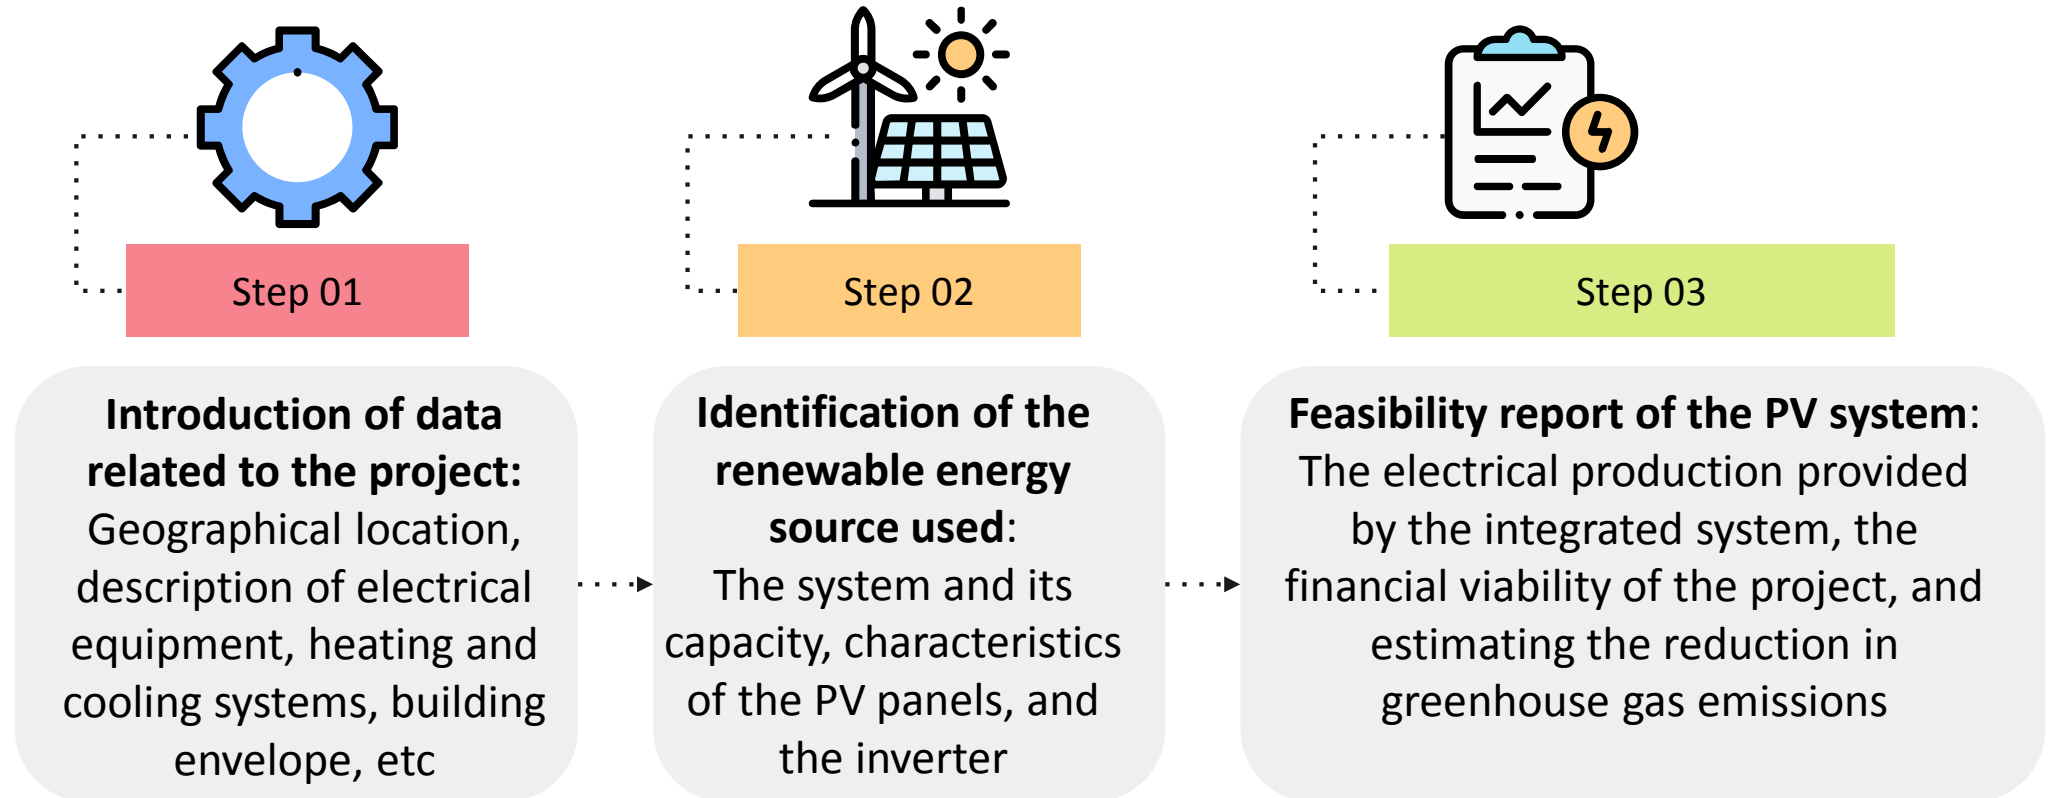 Step 01
Introduction of data
related to the project:
Geographical location,
description of electrical
equipment, heating and
cooling systems, building
envelope, etc
Step 02
Identification of the
renewable energy
source used:
The system and its
capacity, characteristics
of the PV panels, and
the inverter
Step 03
Feasibility report of the PV system:
The electrical production provided
by the integrated system, the
financial viability of the project, and
estimating the reduction in
greenhouse gas emissions